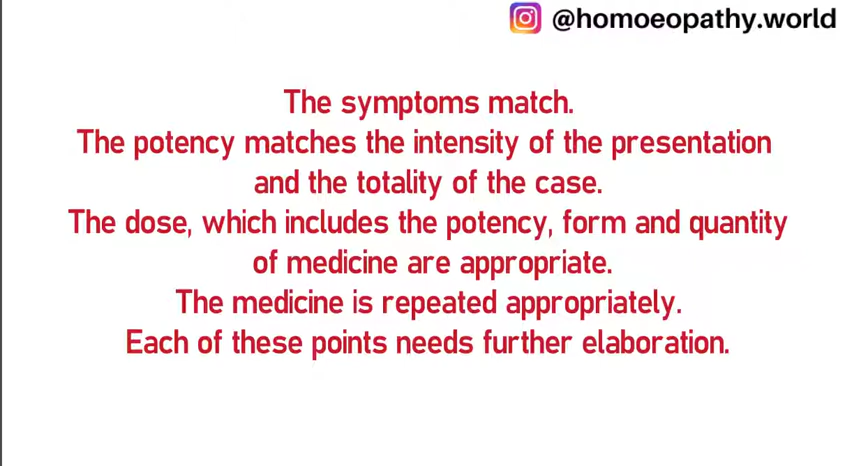 @homoeopathy.world
The symptoms match.
The potency matches the intensity of the presentation
and the totality of the case.
The dose, which includes the potency, form and quantity
of medicine are appropriate.
The medicine is repeated appropriately.
Each of these points needs further elaboration.